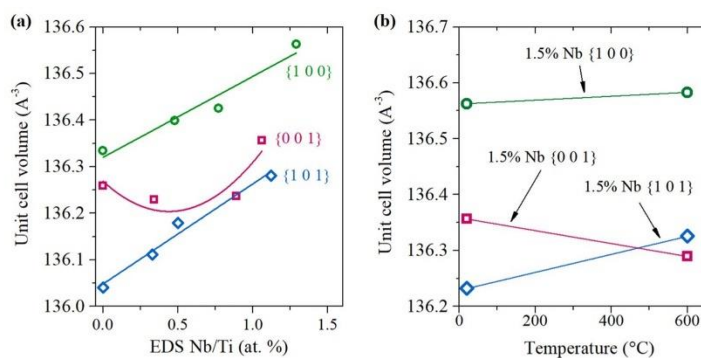 (a)
136.6
136.5
136.4
136.3
136.2
136.1
136.0
Unit cell volume (A⁻³)
{1 0 0}
{0 0 1}
{1 0 1}
0.0 0.5 1.0 1.5
EDS Nb/Ti (at. %)
(b)
136.7
136.6
136.5
136.4
136.3
136.2
Unit cell volume (A⁻³)
1.5% Nb {1 0 0}
1.5% Nb {0 0 1}
1.5% Nb {1 0 1}
0 200 400 600
Temperature (°C)